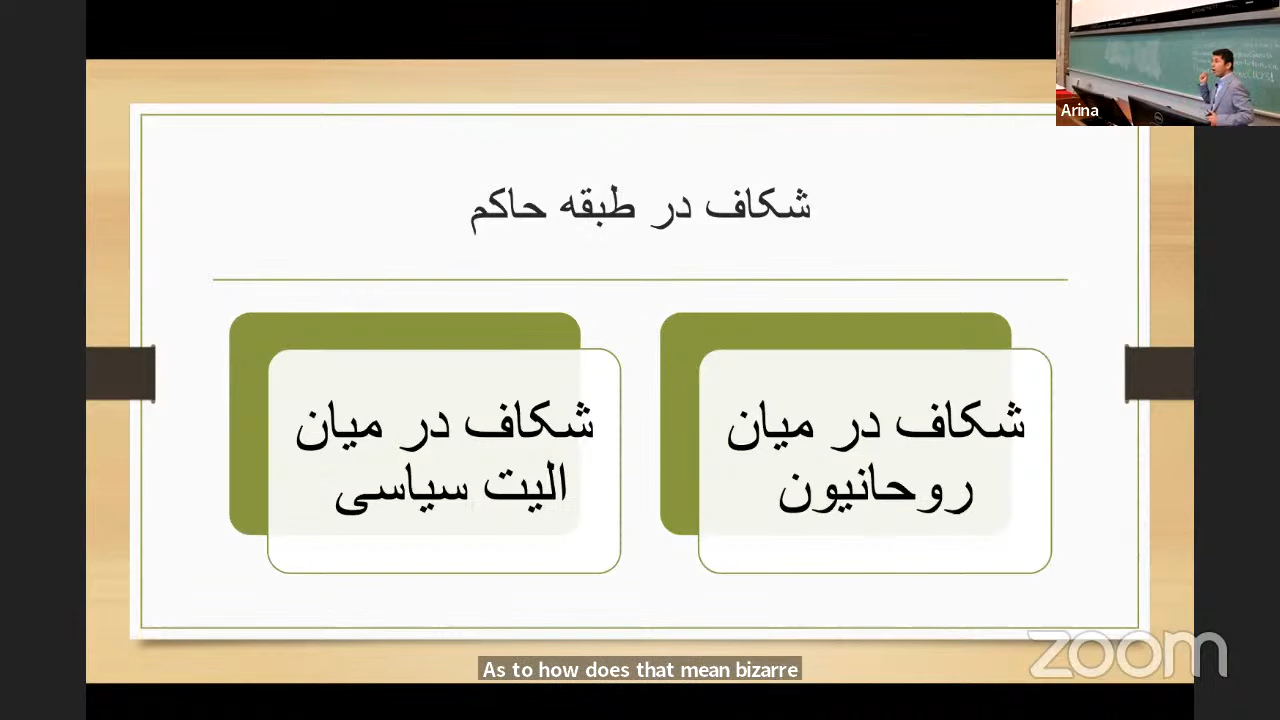 Arina
شکاف در طبقه حاکم
شکاف در میان
روحانیون
شکاف در میان
الیت سیاسی
As to how does that mean bizarre
zoom